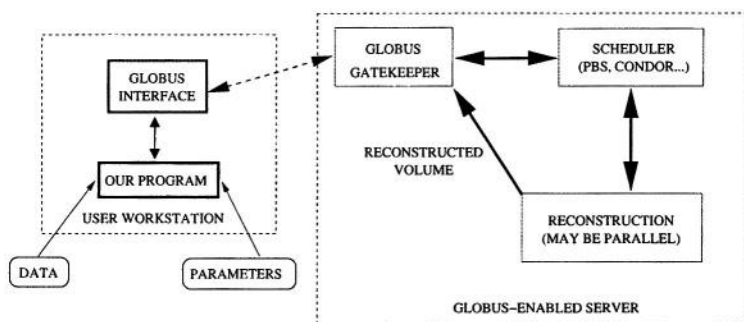 GLOBUS
INTERFACE
OUR PROGRAM
USER WORKSTATION
DATA
PARAMETERS
GLOBUS
GATEKEEPER
SCHEDULER
(PBS, CONDOR...)
RECONSTRUCTED
VOLUME
RECONSTRUCTION
(MAY BE PARALLEL)
GLOBUS-ENABLED SERVER